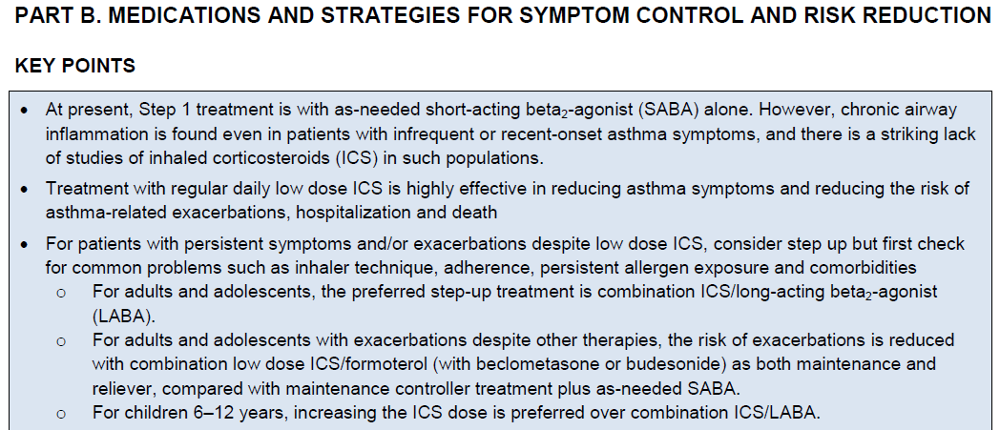 PART B. MEDICATIONS AND STRATEGIES FOR SYMPTOM CONTROL AND RISK REDUCTION
KEY POINTS
• At present, Step 1 treatment is with as-needed short-acting beta₂-agonist (SABA) alone. However, chronic airway
inflammation is found even in patients with infrequent or recent-onset asthma symptoms, and there is a striking lack
of studies of inhaled corticosteroids (ICS) in such populations.
• Treatment with regular daily low dose ICS is highly effective in reducing asthma symptoms and reducing the risk of
asthma-related exacerbations, hospitalization and death
• For patients with persistent symptoms and/or exacerbations despite low dose ICS, consider step up but first check
for common problems such as inhaler technique, adherence, persistent allergen exposure and comorbidities
o For adults and adolescents, the preferred step-up treatment is combination ICS/long-acting beta₂-agonist
(LABA).
o For adults and adolescents with exacerbations despite other therapies, the risk of exacerbations is reduced
with combination low dose ICS/formoterol (with beclometasone or budesonide) as both maintenance and
reliever, compared with maintenance controller treatment plus as-needed SABA.
o For children 6–12 years, increasing the ICS dose is preferred over combination ICS/LABA.